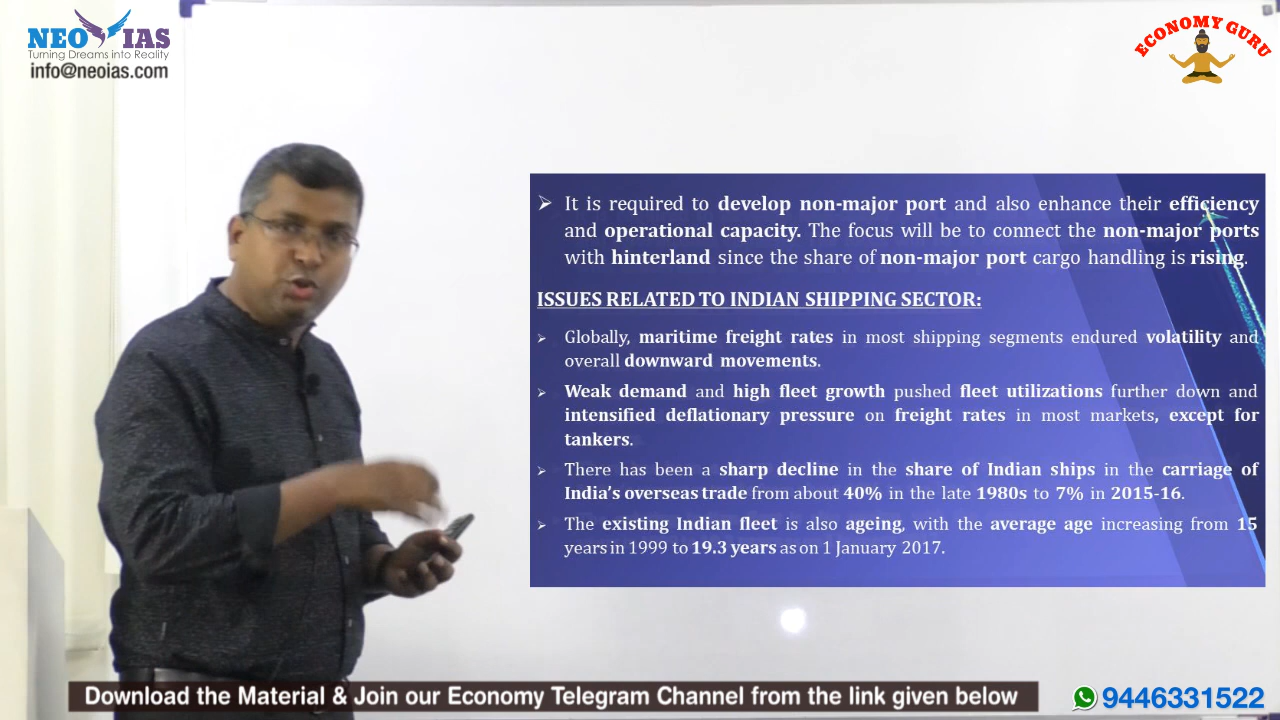 NEO IAS
Turning Dreams into Reality
info@neoias.com
ECONOMY GURU
➢ It is required to develop non-major port and also enhance their efficiency
and operational capacity. The focus will be to connect the non-major ports
with hinterland since the share of non-major port cargo handling is rising.
ISSUES RELATED TO INDIAN SHIPPING SECTOR:
➢ Globally, maritime freight rates in most shipping segments endured volatility and
overall downward movements.
➢ Weak demand and high fleet growth pushed fleet utilizations further down and
intensified deflationary pressure on freight rates in most markets, except for
tankers.
➢ There has been a sharp decline in the share of Indian ships in the carriage of
India's overseas trade from about 40% in the late 1980s to 7% in 2015-16.
➢ The existing Indian fleet is also ageing, with the average age increasing from 15
years in 1999 to 19.3 years as on 1 January 2017.
Download the Material & Join our Economy Telegram Channel from the link given below
9446331522